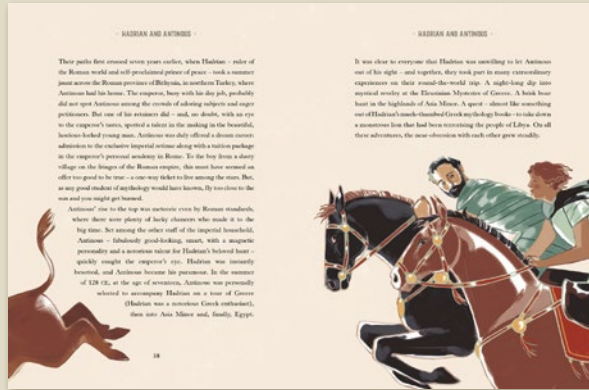 · HADRIAN AND ANTINOUS ·
Their paths first crossed seven years earlier, when Hadrian – ruler of
the Roman world and self-proclaimed prince of peace – took a summer
jaunt across the Roman province of Bithynia, in northern Turkey, where
Antinous had his home. The emperor, busy with his day job, probably
did not spot Antinous among the crowds of adoring subjects and eager
petitioners. But one of his retainers did – and, no doubt, with an eye
to the emperor's tastes, spotted a talent in the making in the beautiful,
luscious-locked young man. Antinous was duly offered a dream career:
admission to the exclusive imperial retinue along with a tuition package
in the emperor's personal academy in Rome. To the boy from a dusty
village on the fringes of the Roman empire, this must have seemed an
offer too good to be true – a one-way ticket to live among the stars. But,
as any good student of mythology would have known, fly too close to the
sun and you might get burned.
Antinous' rise to the top was meteoric even by Roman standards,
where there were plenty of lucky chancers who made it to the
big time. Set among the other staff of the imperial household,
Antinous – fabulously good-looking, smart, with a magnetic
personality and a notorious talent for Hadrian's beloved hunt –
quickly caught the emperor's eye. Hadrian was instantly
besotted, and Antinous became his paramour. In the summer
of 128 CE, at the age of seventeen, Antinous was personally
selected to accompany Hadrian on a tour of Greece
(Hadrian was a notorious Greek enthusiast),
then into Asia Minor and, finally, Egypt.
18
· HADRIAN AND ANTINOUS ·
It was clear to everyone that Hadrian was unwilling to let Antinous
out of his sight – and together, they took part in many extraordinary
experiences on their round-the-world trip. A night-long dip into
mystical revelry at the Eleusinian Mysteries of Greece. A brisk boar
hunt in the highlands of Asia Minor. A quest – almost like something
out of Hadrian's much-thumbed Greek mythology books – to take down
a monstrous lion that had been terrorising the people of Libya. On all
these adventures, the near-obsession with each other grew steadily.